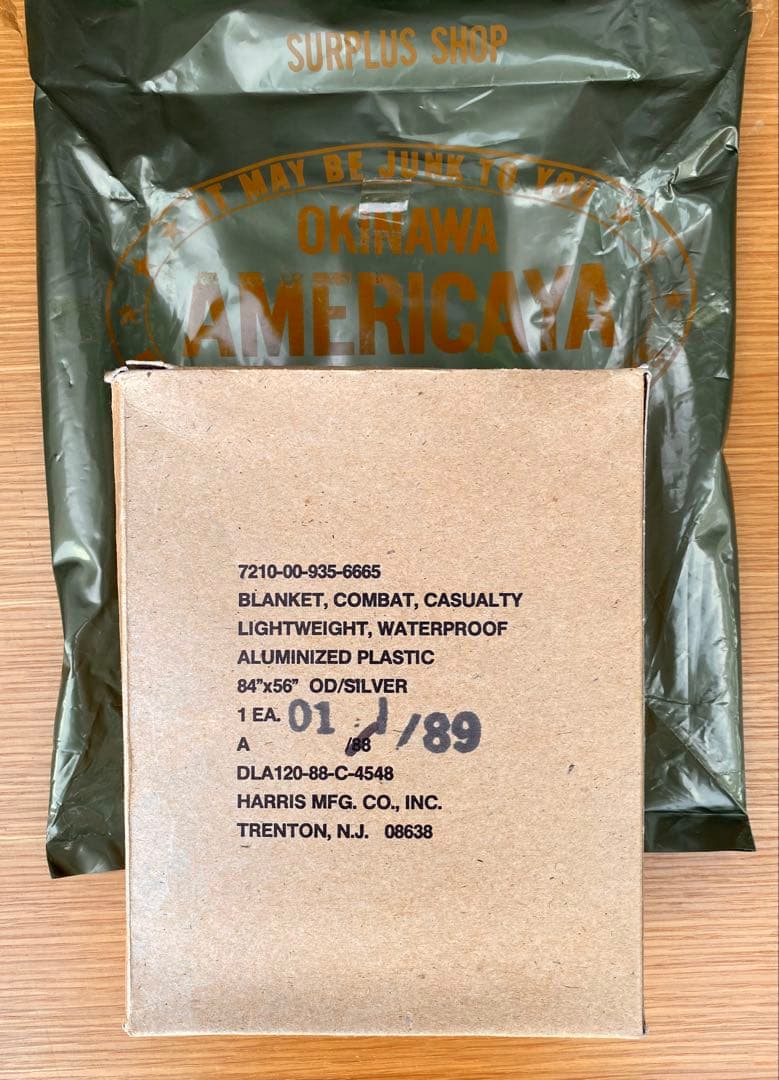 SURPLUS SHOP
IT MAY BE JUNK TO YOU
OKINAWA
AMERICAYA
7210-00-935-6665
BLANKET, COMBAT, CASUALTY
LIGHTWEIGHT, WATERPROOF
ALUMINIZED PLASTIC
84”x56” OD/SILVER
1 EA. 01 /89
A /88
DLA120-88-C-4548
HARRIS MFG. CO., INC.
TRENTON, N.J. 08638